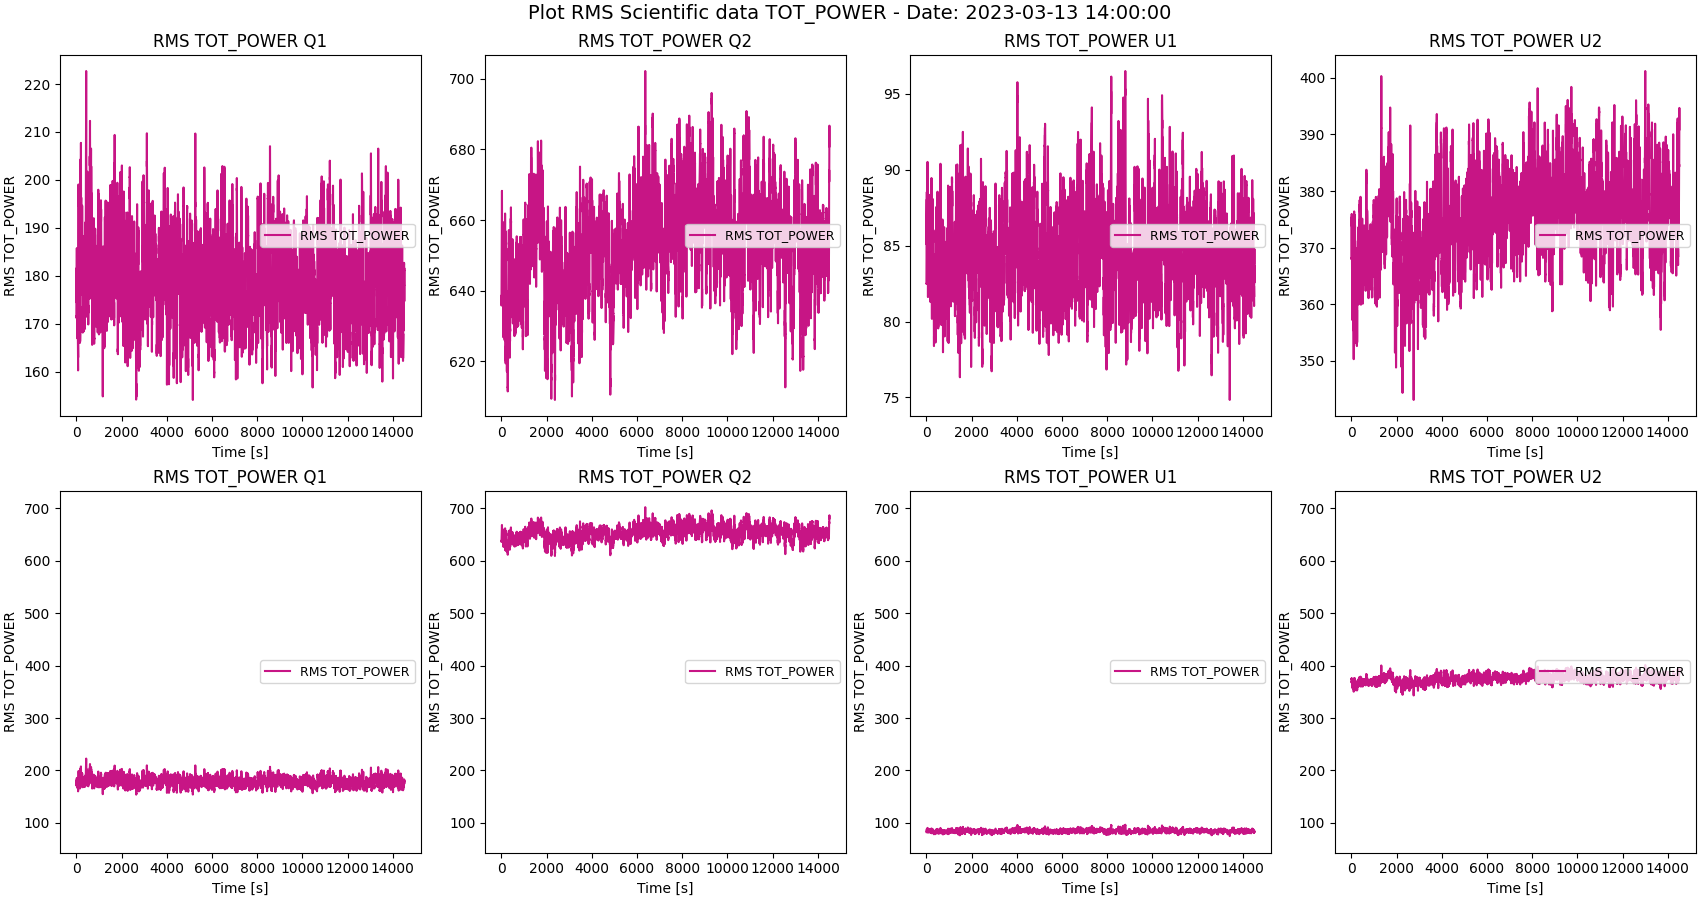 Plot RMS Scientific data TOT_POWER - Date: 2023-03-13 14:00:00
RMS TOT_POWER Q1
RMS TOT_POWER
220
210
200
190
180
170
160
RMS TOT_POWER
0 2000 4000 6000 8000 10000 12000 14000
Time [s]
RMS TOT_POWER Q2
RMS TOT_POWER
700
680
660
640
620
RMS TOT_POWER
0 2000 4000 6000 8000 10000 12000 14000
Time [s]
RMS TOT_POWER U1
RMS TOT_POWER
95
90
85
80
75
RMS TOT_POWER
0 2000 4000 6000 8000 10000 12000 14000
Time [s]
RMS TOT_POWER U2
RMS TOT_POWER
400
390
380
370
360
350
RMS TOT_POWER
0 2000 4000 6000 8000 10000 12000 14000
Time [s]
RMS TOT_POWER Q1
RMS TOT_POWER
700
600
500
400
300
200
100
RMS TOT_POWER
0 2000 4000 6000 8000 10000 12000 14000
Time [s]
RMS TOT_POWER Q2
RMS TOT_POWER
700
600
500
400
300
200
100
RMS TOT_POWER
0 2000 4000 6000 8000 10000 12000 14000
Time [s]
RMS TOT_POWER U1
RMS TOT_POWER
700
600
500
400
300
200
100
RMS TOT_POWER
0 2000 4000 6000 8000 10000 12000 14000
Time [s]
RMS TOT_POWER U2
RMS TOT_POWER
700
600
500
400
300
200
100
RMS TOT_POWER
0 2000 4000 6000 8000 10000 12000 14000
Time [s]